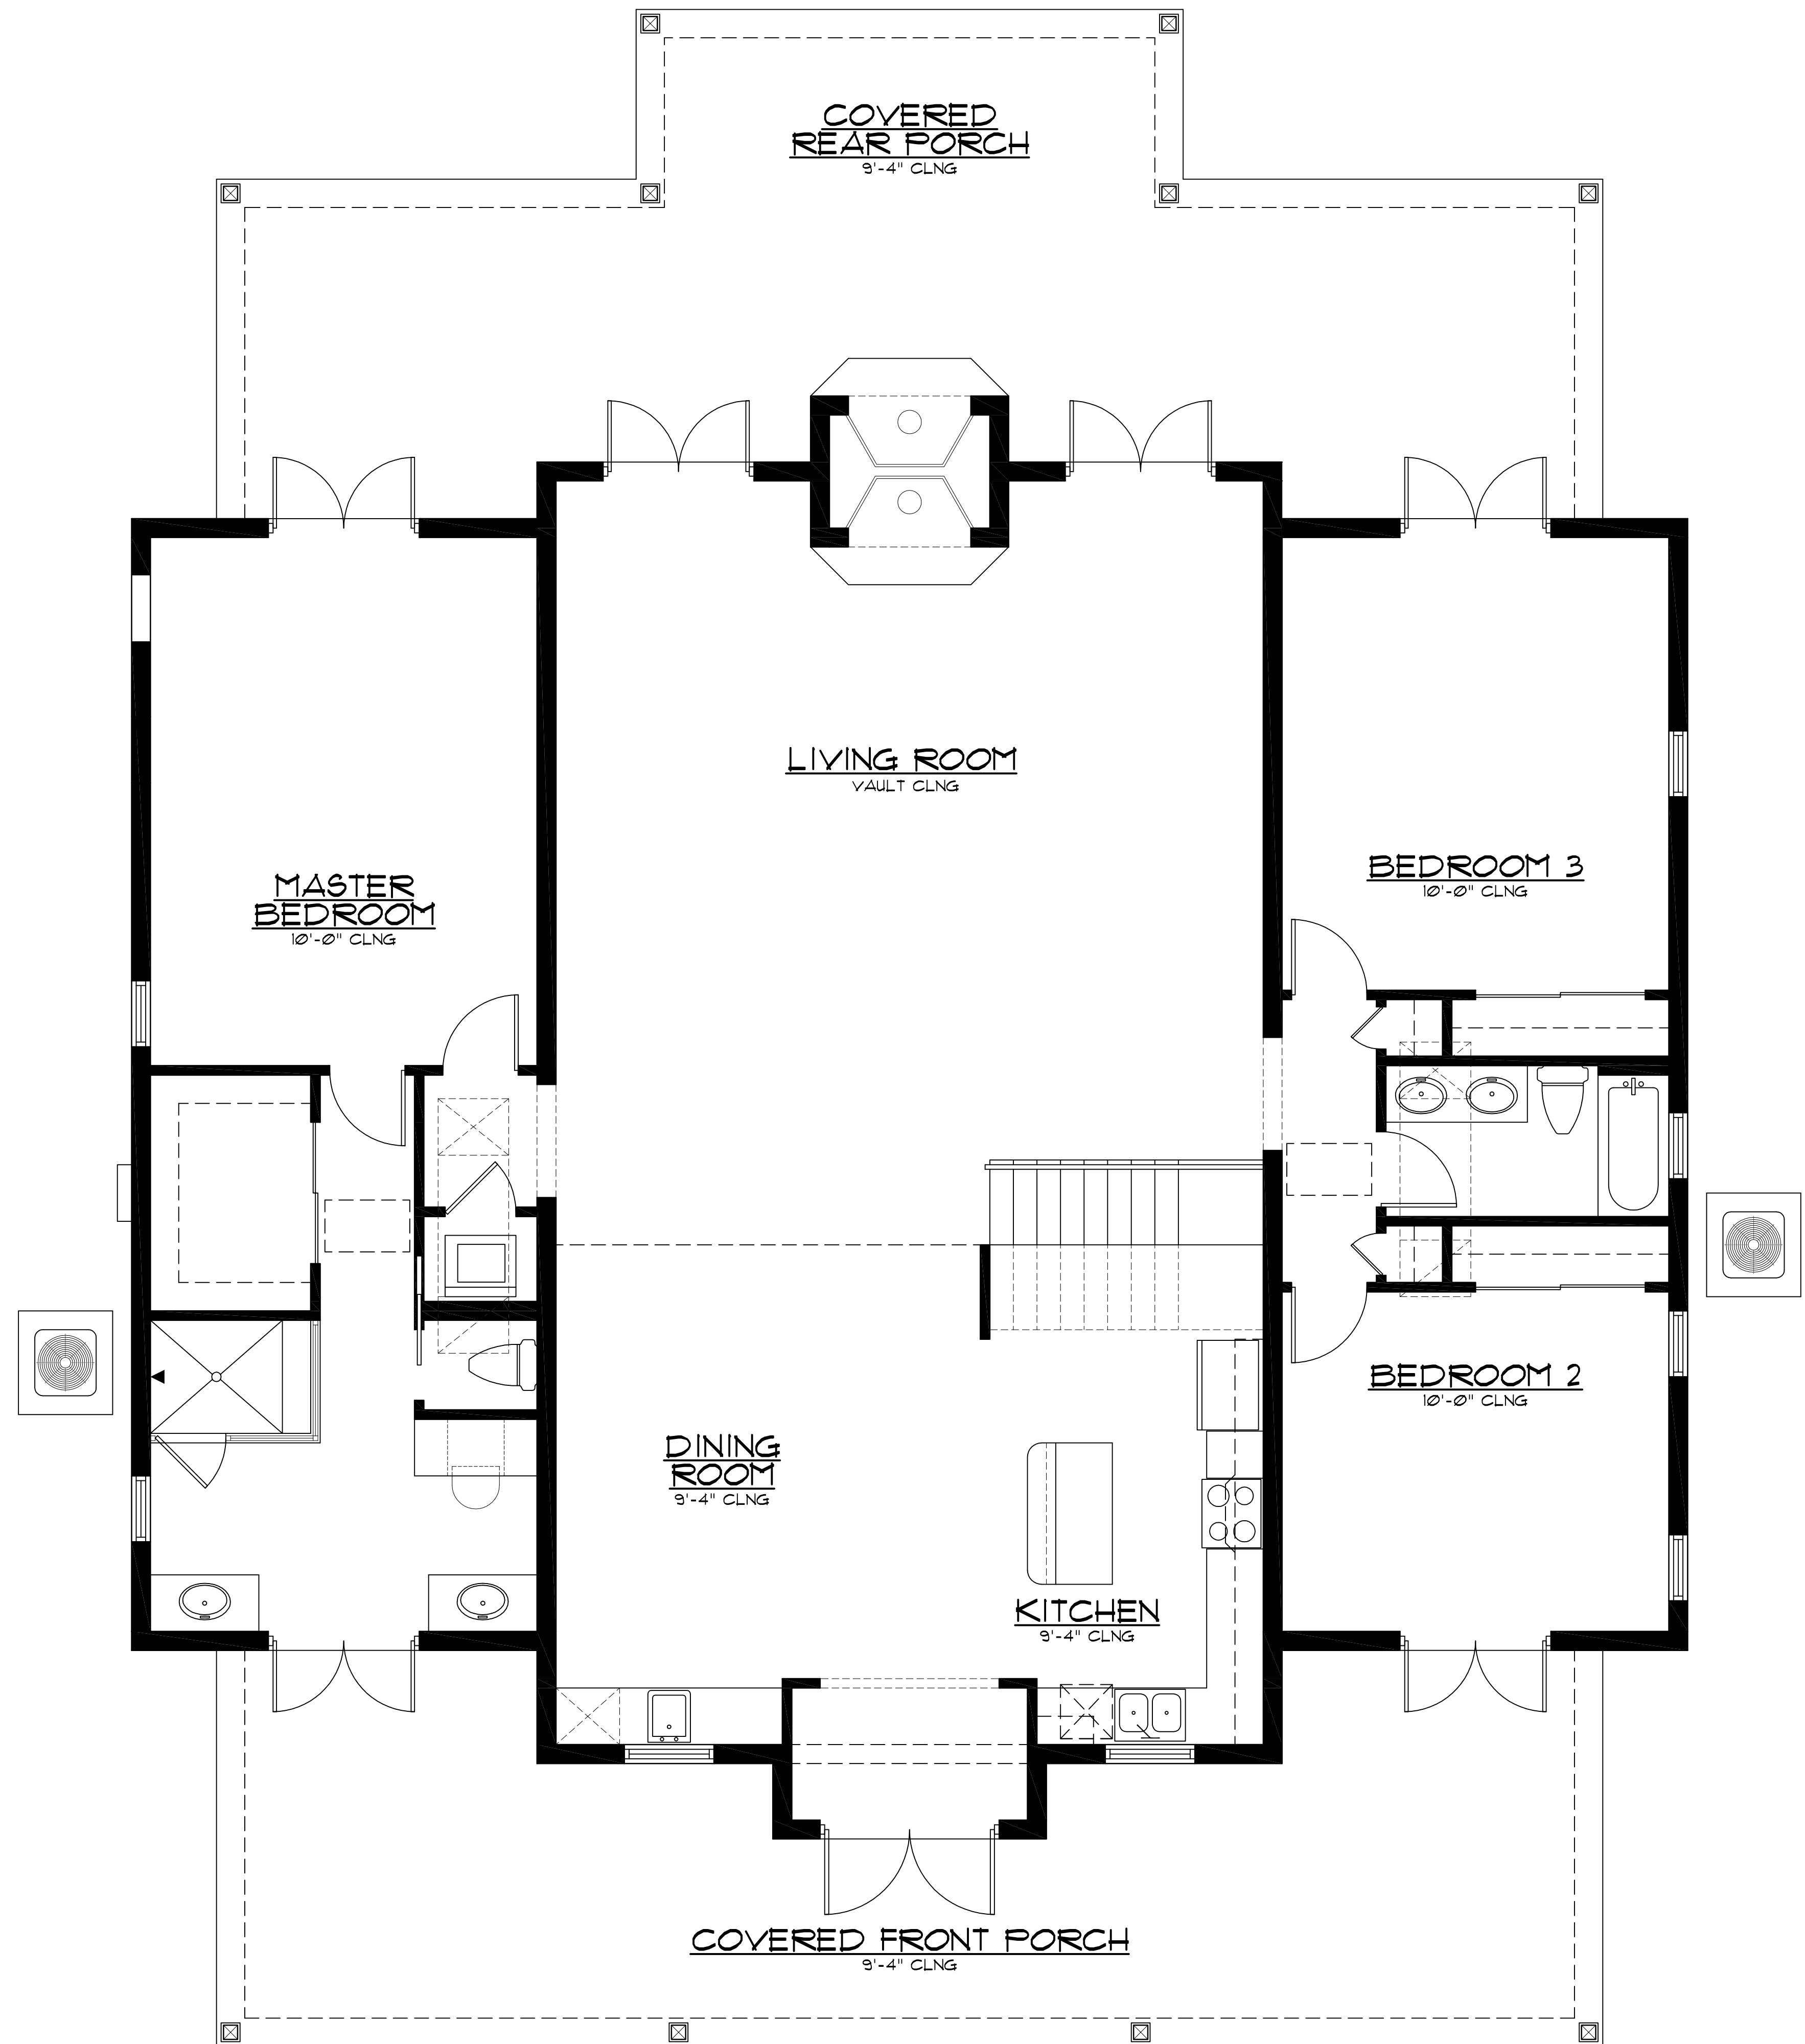 COVERED
REAR PORCH
9'-4" CLNG
LIVING ROOM
VAULT CLNG
MASTER
BEDROOM
10'-0" CLNG
BEDROOM 3
10'-0" CLNG
BEDROOM 2
10'-0" CLNG
DINING
ROOM
9'-4" CLNG
KITCHEN
9'-4" CLNG
COVERED FRONT PORCH
9'-4" CLNG